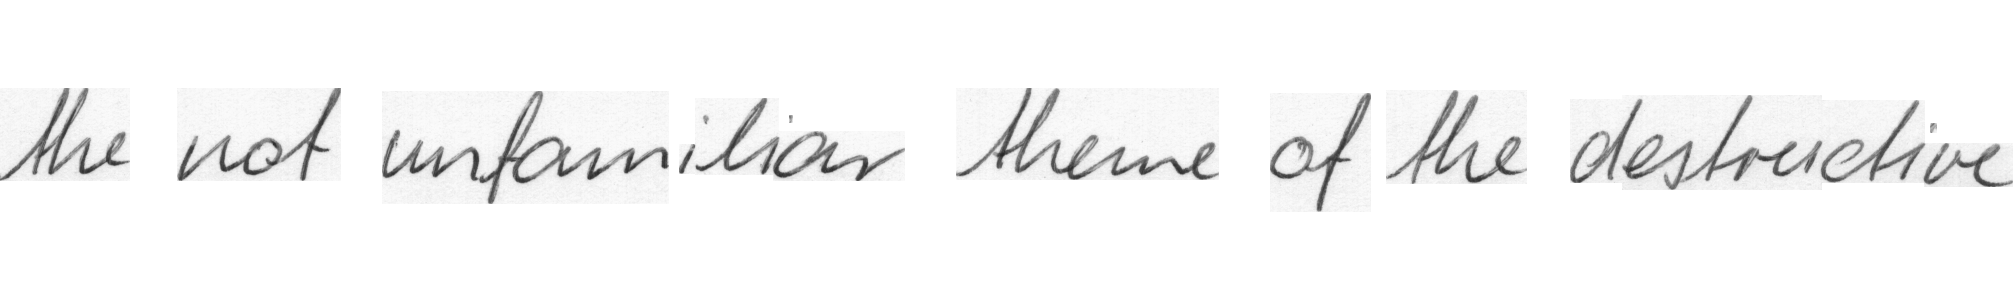 the not unfamiliar theme of the destructive